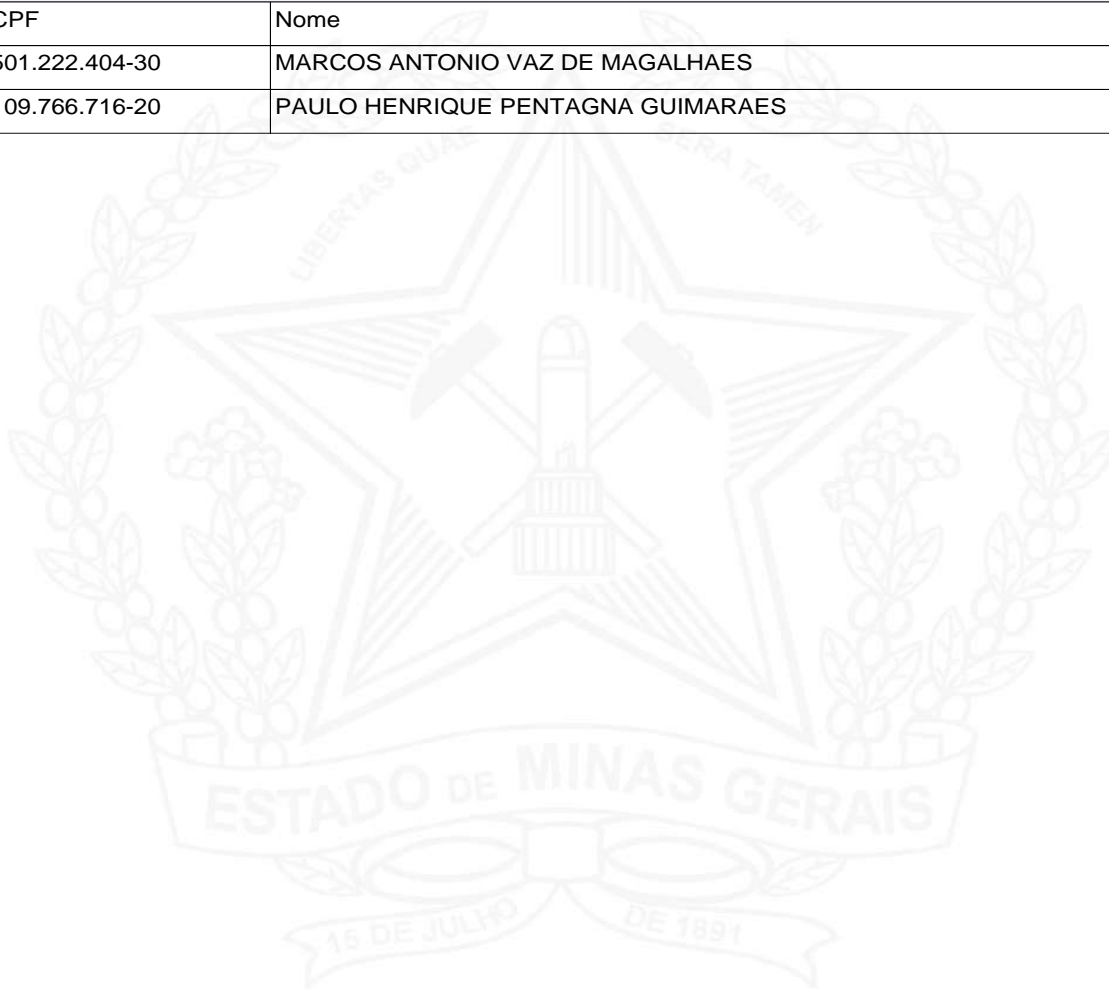 CPF Nome
501.222.404-30 MARCOS ANTONIO VAZ DE MAGALHAES
109.766.716-20 PAULO HENRIQUE PENTAGNA GUIMARAES
LIBERTAS QUAE SERA TAMEN
ESTADO DE MINAS GERAIS
15 DE JULHO DE 1891